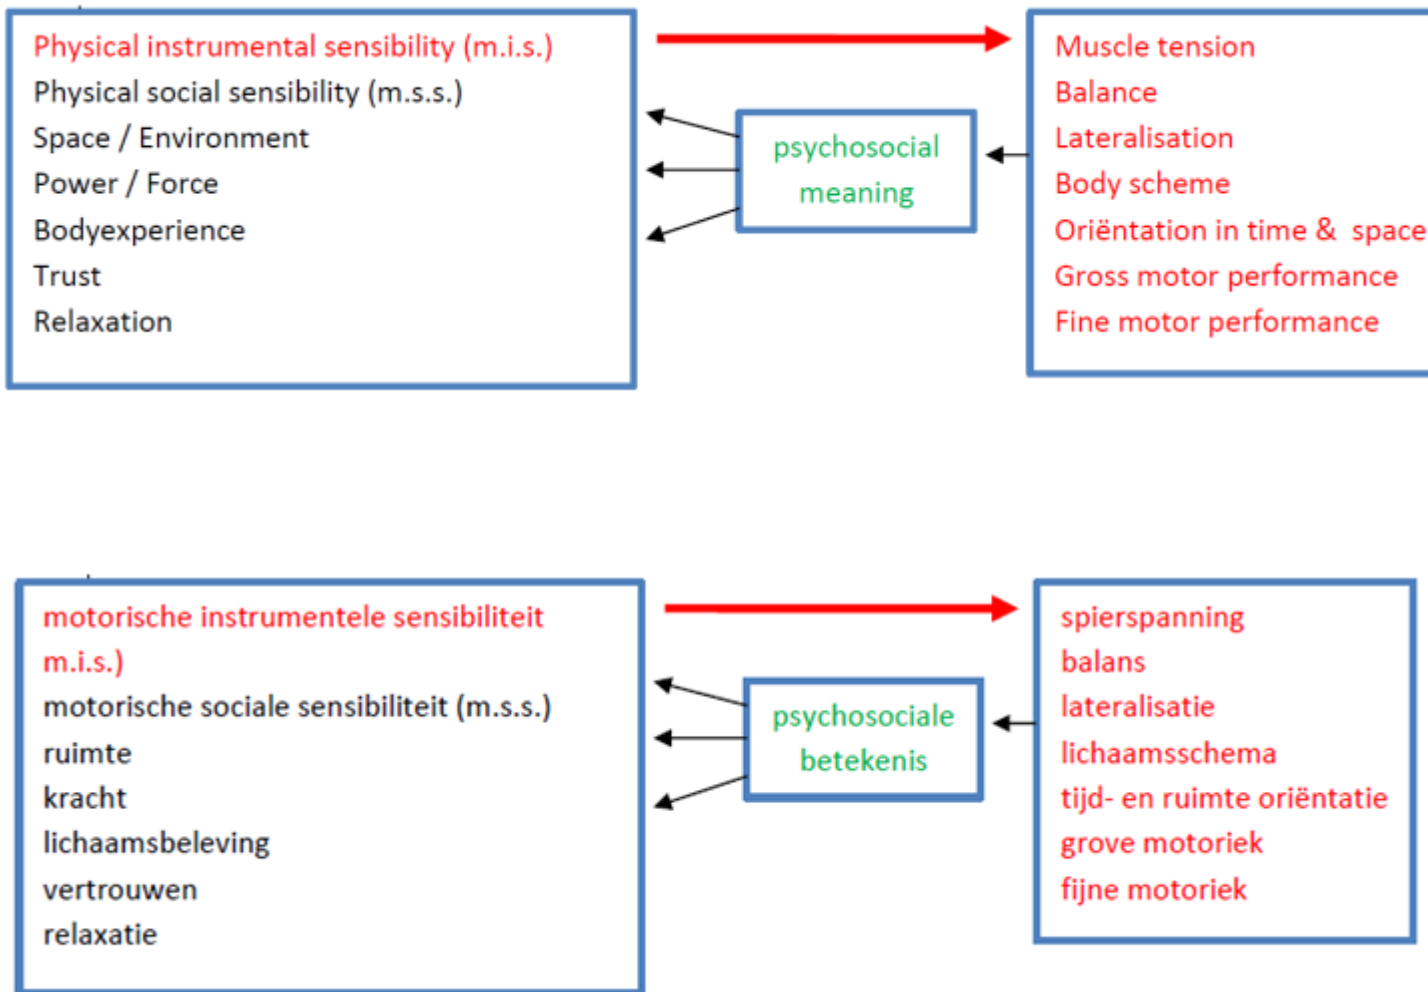 Physical instrumental sensibility (m.i.s.)
Physical social sensibility (m.s.s.)
Space / Environment
Power / Force
Bodyexperience
Trust
Relaxation
psychosocial
meaning
Muscle tension
Balance
Lateralisation
Body scheme
Oriëntation in time & space
Gross motor performance
Fine motor performance
motorische instrumentele sensibiliteit
m.i.s.)
motorische sociale sensibiliteit (m.s.s.)
ruimte
kracht
lichaamsbeleving
vertrouwen
relaxatie
psychosociale
betekenis
spierspanning
balans
lateralisatie
lichaamsschema
tijd- en ruimte oriëntatie
grove motoriek
fijne motoriek